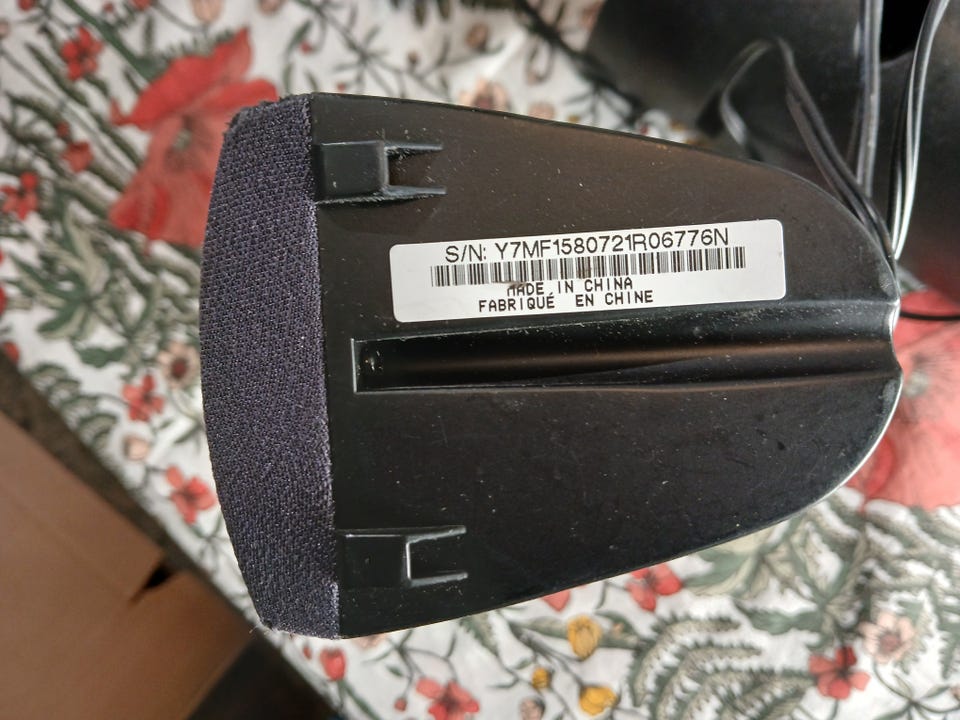 S/N: Y7MF1580721R06776N
MADE IN CHINA
FABRIQUÉ EN CHINE